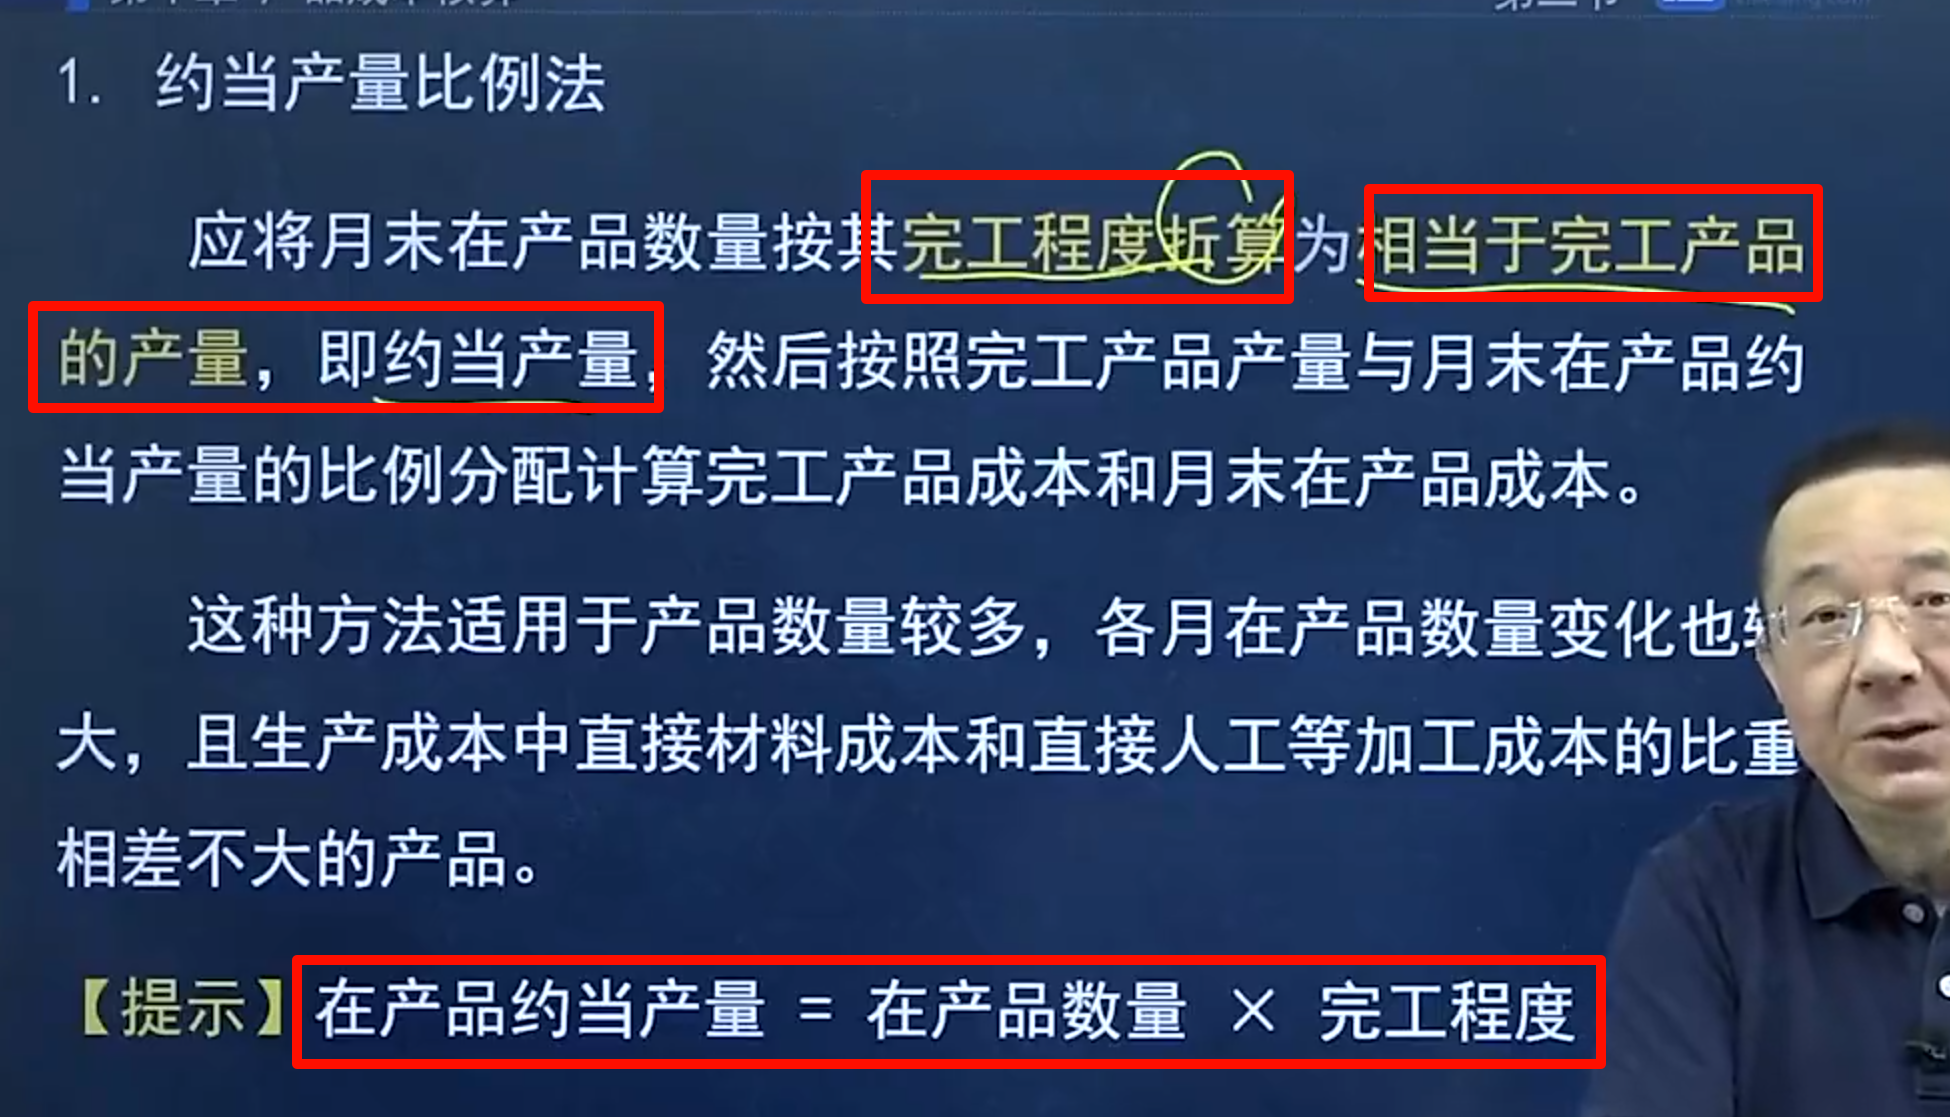 1. 约当产量比例法
应将月末在产品数量按其完工程度折算为相当于完工产品
的产量，即约当产量，然后按照完工产品产量与月末在产品约
当产量的比例分配计算完工产品成本和月末在产品成本。
这种方法适用于产品数量较多，各月在产品数量变化也
大，且生产成本中直接材料成本和直接人工等加工成本的比重
相差不大的产品。
【提示】在产品约当产量 = 在产品数量 × 完工程度